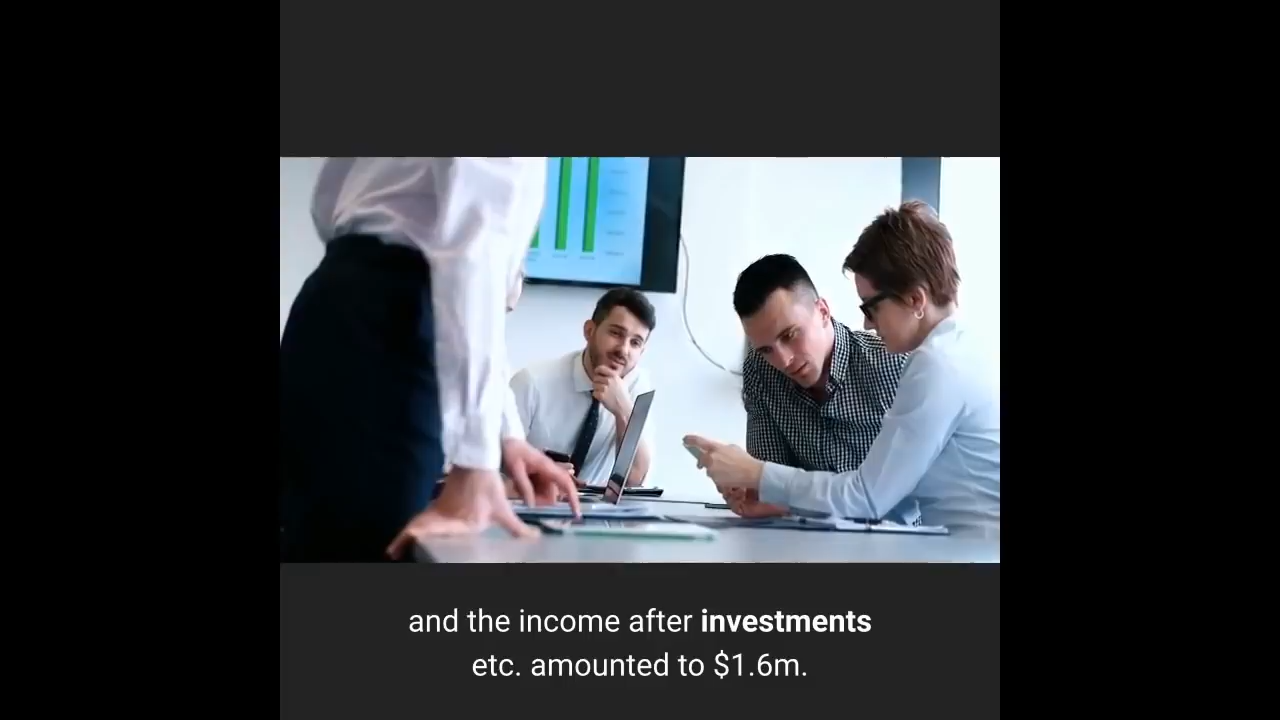 and the income after investments
etc. amounted to $1.6m.